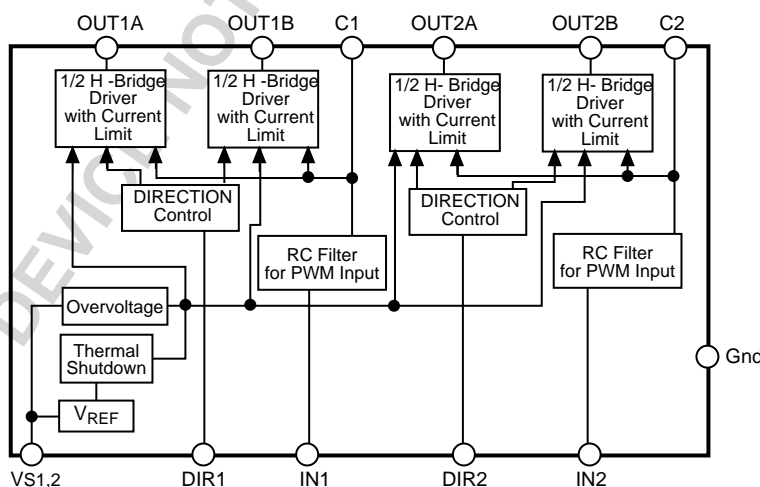 OUT1A OUT1B C1 OUT2A OUT2B C2
1/2 H -Bridge
Driver
with Current
Limit
1/2 H -Bridge
Driver
with Current
Limit
1/2 H- Bridge
Driver
with Current
Limit
1/2 H- Bridge
Driver
with Current
Limit
DIRECTION
Control
DIRECTION
Control
RC Filter
for PWM Input
RC Filter
for PWM Input
Overvoltage
Thermal
Shutdown
VREF
Gnd
VS1,2 DIR1 IN1 DIR2 IN2
DEVICE NOT